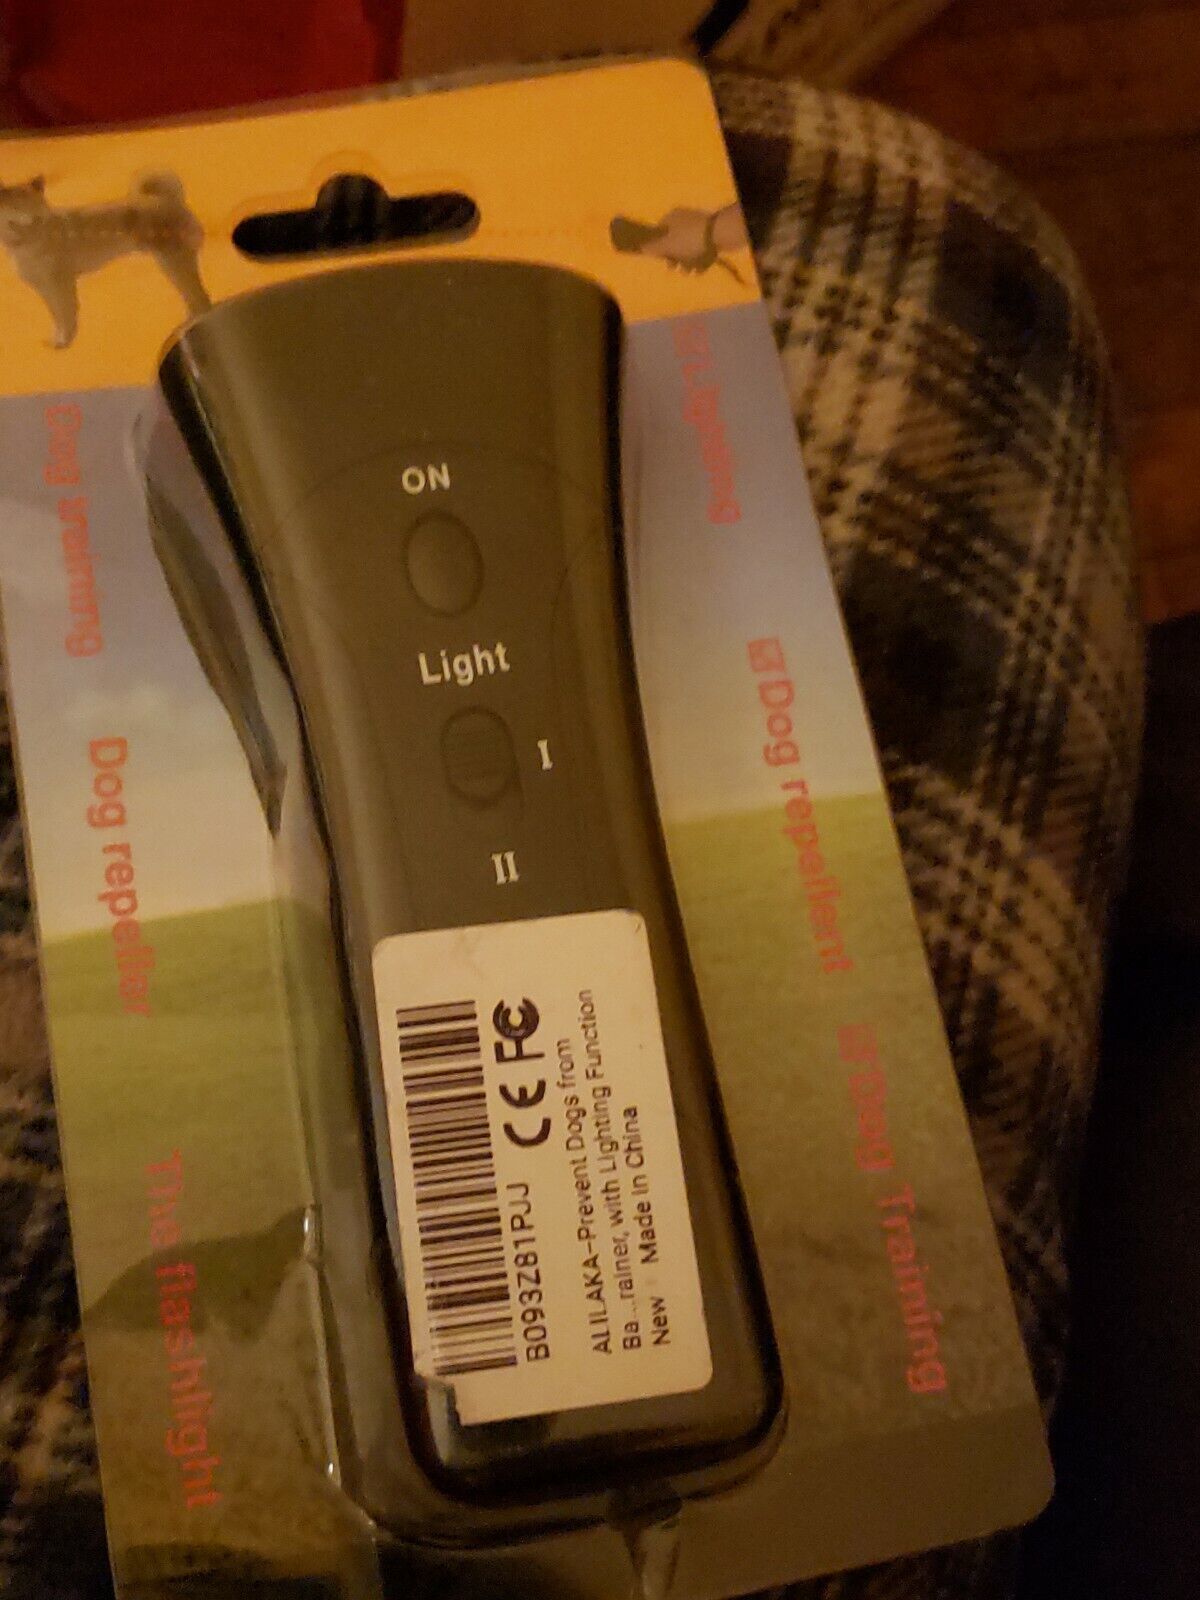 ON
Light
I
II
B093Z81PJJ
CE FC
ALILAKA-Prevent Dogs from
Ba...rainer, with Lighting Function
New Made In China
Dog training
Dog repeller
The flashlight
Dog repellent
Dog Training